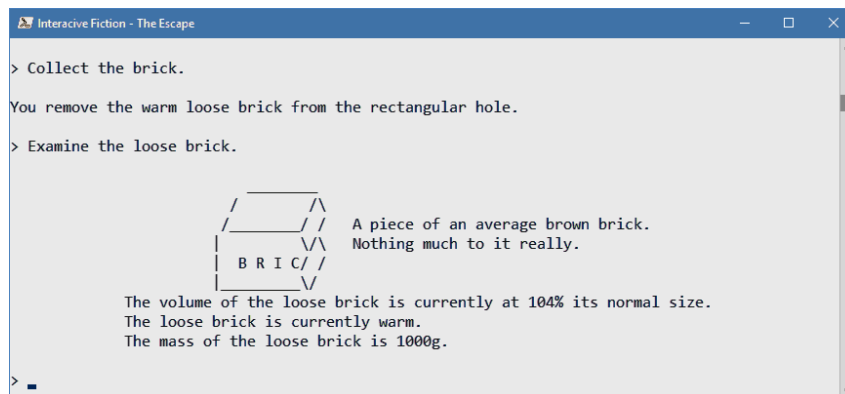 Interacive Fiction - The Escape
> Collect the brick.
You remove the warm loose brick from the rectangular hole.
> Examine the loose brick.
A piece of an average brown brick.
Nothing much to it really.
B R I C
The volume of the loose brick is currently at 104% its normal size.
The loose brick is currently warm.
The mass of the loose brick is 1000g.
>